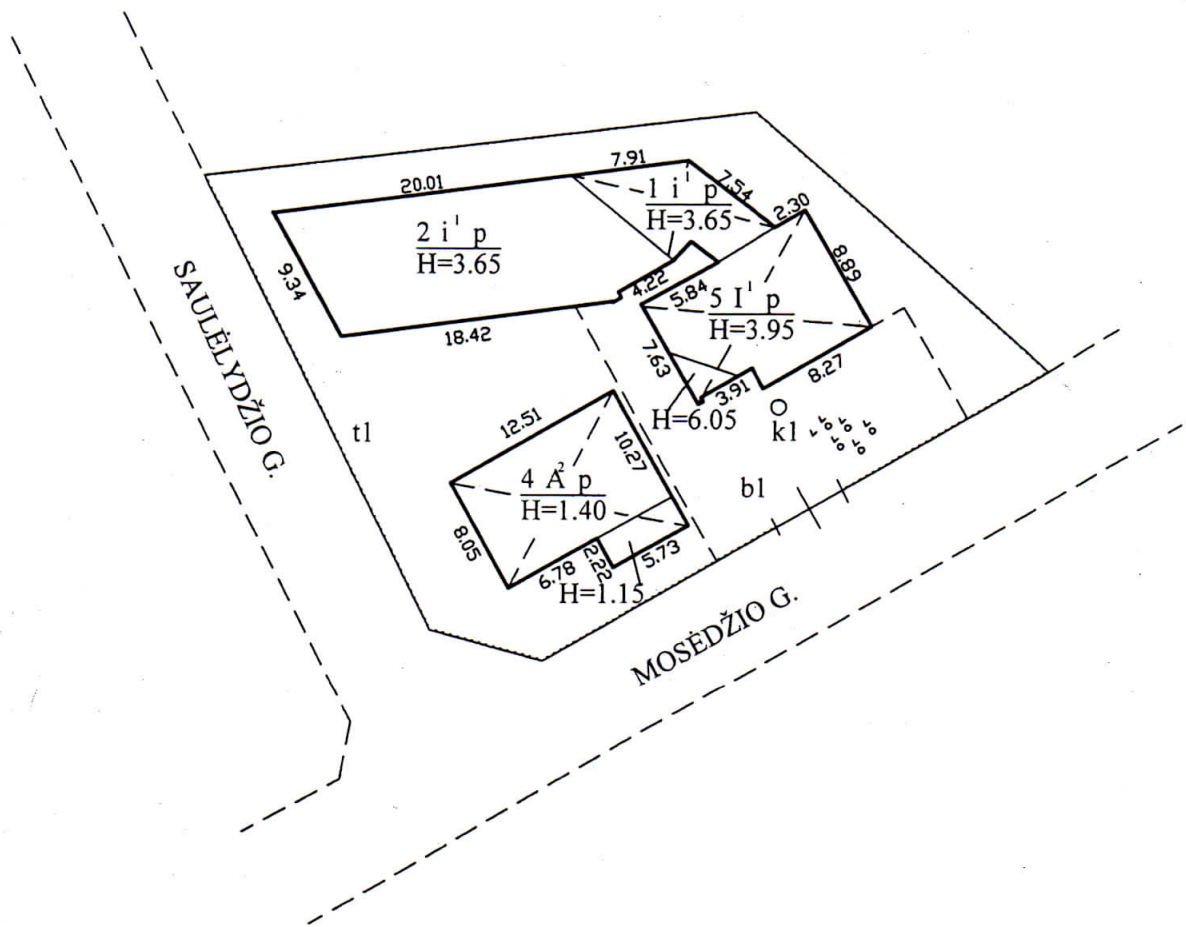 7.91
20.01
7.54
1 i¹ p
H=3.65
2.30
2 i¹ p
H=3.65
9.34
8.89
4.22
5.84
5 I¹ p
H=3.95
18.42
7.63
8.27
3.91
H=6.05
SAULĖLYDŽIO G.
tl
kl
bl
12.51
10.27
4 A² p
H=1.40
8.05
6.78
2.22
5.73
H=1.15
MOSĖDŽIO G.